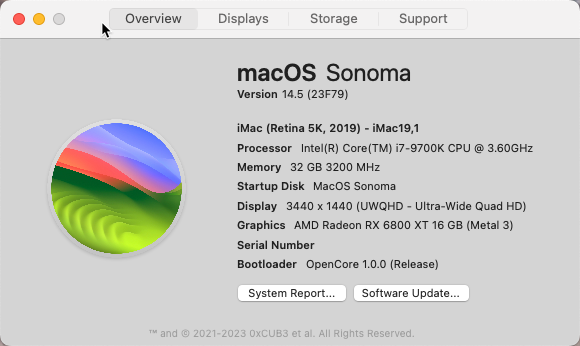 Overview Displays Storage Support
macOS Sonoma
Version 14.5 (23F79)
iMac (Retina 5K, 2019) - iMac19,1
Processor Intel(R) Core(TM) i7-9700K CPU @ 3.60GHz
Memory 32 GB 3200 MHz
Startup Disk MacOS Sonoma
Display 3440 x 1440 (UWQHD - Ultra-Wide Quad HD)
Graphics AMD Radeon RX 6800 XT 16 GB (Metal 3)
Serial Number
Bootloader OpenCore 1.0.0 (Release)
System Report... Software Update...
™ and © 2021-2023 0xCUB3 et al. All Rights Reserved.